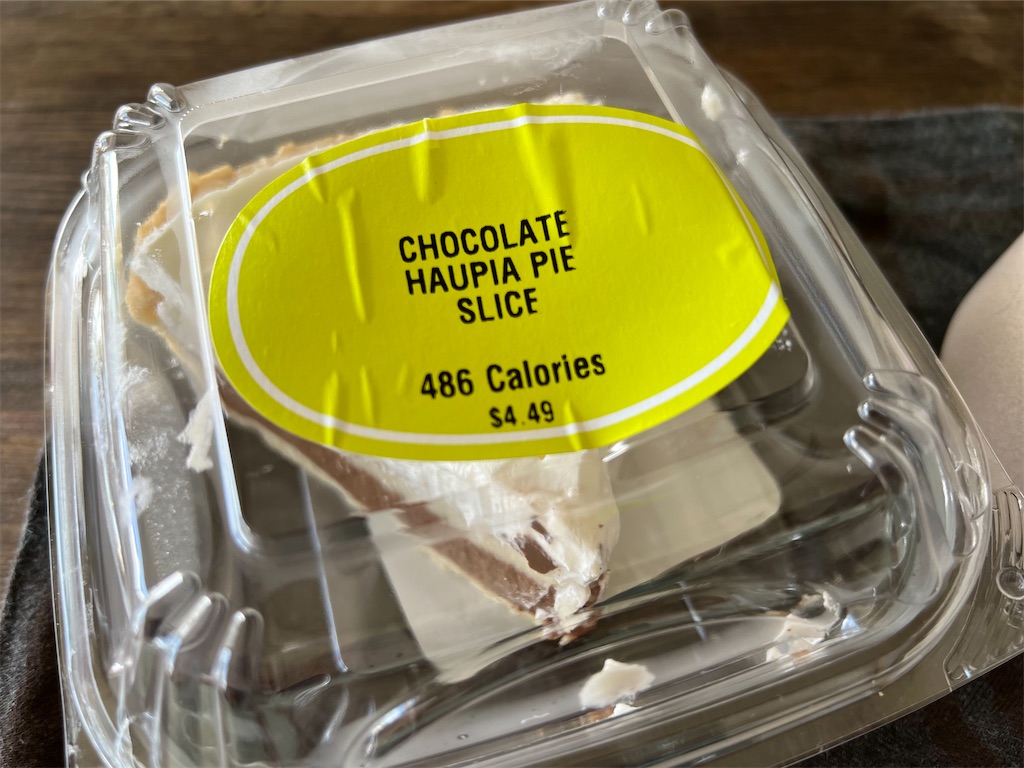 CHOCOLATE
HAUPIA PIE
SLICE
486 Calories
$4.49